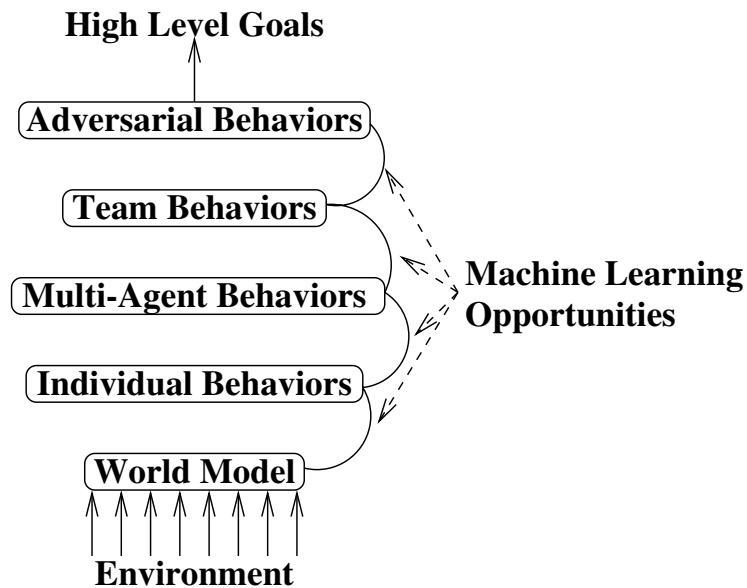 High Level Goals
Adversarial Behaviors
Team Behaviors
Multi-Agent Behaviors
Machine Learning
Opportunities
Individual Behaviors
World Model
Environment